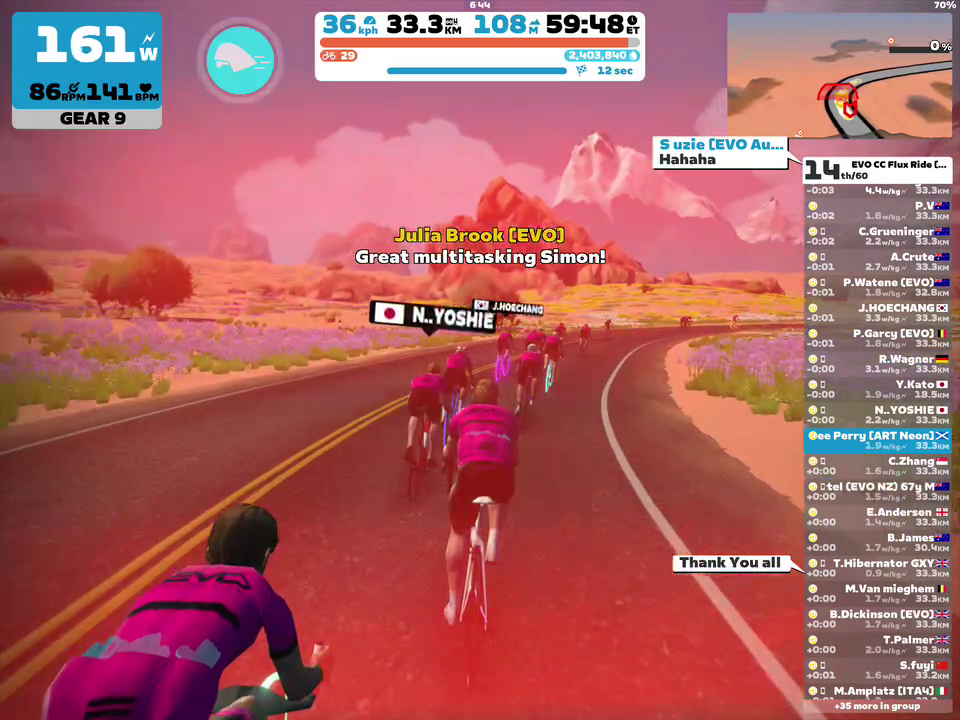 6 44
70%
161 W
86 RPM 141 BPM
GEAR 9
36 kph 33.3 KM 108 M 59:48 ET
29
2,403,840
12 sec
0 %
S uzie (EVO Au...
Hahaha
14 th/60
EVO CC Flux Ride [...
-0:03 4.4w/kg 33.3KM
P.V
-0:02 1.8w/kg 33.3KM
C.Grueninger
-0:02 2.2w/kg 33.3KM
A.Crute
-0:01 2.7w/kg 33.3KM
P.Watene (EVO)
-0:01 1.8w/kg 32.8KM
J.HOECHANG
-0:01 3.3w/kg 33.3KM
P.Garcy (EVO)
-0:01 1.8w/kg 33.3KM
R.Wagner
-0:00 3.1w/kg 33.3KM
Y.Kato
-0:00 1.9w/kg 19.5KM
N..YOSHIE
-0:00 2.2w/kg 33.3KM
ee Perry (ART Neon)
1.9w/kg 33.3KM
C.Zhang
+0:00 1.6w/kg 33.3KM
tel (EVO NZ) 67y M
+0:00 1.5w/kg 33.3KM
E.Andersen
+0:00 1.4w/kg 33.3KM
B.James
+0:00 1.7w/kg 30.4KM
T.Hibernator GXY
+0:00 0.9w/kg 33.3KM
M.Van mieghem
+0:00 1.7w/kg 33.3KM
B.Dickinson (EVO)
+0:00 1.7w/kg 33.3KM
T.Palmer
+0:00 2.0w/kg 33.3KM
S.fuyi
+0:01 1.6w/kg 33.2KM
M.Amplatz (ITA4)
+35 more in group
Thank You all
Julia Brook (EVO)
Great multitasking Simon!
N..YOSHIE
J.HOECHANG
EVO